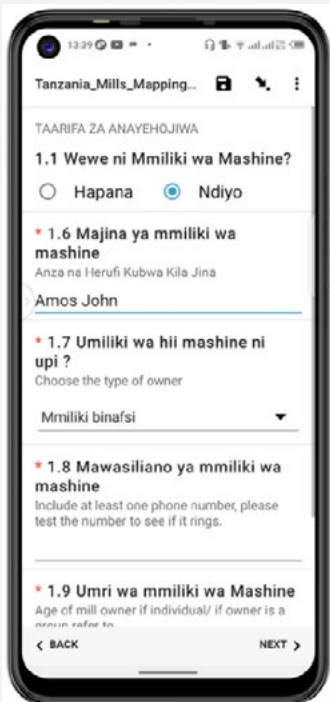 13:39
Tanzania_Mills_Mapping...
TAARIFA ZA ANAYEHOJIWA
1.1 Wewe ni Mmiliki wa Mashine?
Hapana Ndiyo
* 1.6 Majina ya mmiliki wa
mashine
Anza na Herufi Kubwa Kila Jina
Amos John
* 1.7 Umiliki wa hii mashine ni
upi ?
Choose the type of owner
Mmiliki binafsi
* 1.8 Mawasiliano ya mmiliki wa
mashine
Include at least one phone number, please
test the number to see if it rings.
* 1.9 Umri wa mmiliki wa Mashine
Age of mill owner if individual/ if owner is a
group refer to
< BACK NEXT >